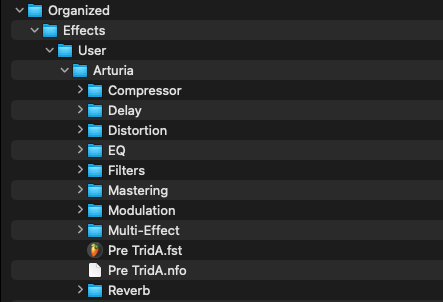 Organized
Effects
User
Arturia
Compressor
Delay
Distortion
EQ
Filters
Mastering
Modulation
Multi-Effect
Pre TridA.fst
Pre TridA.nfo
Reverb